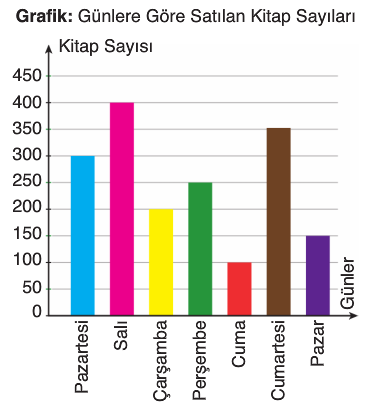 Grafik: Günlere Göre Satılan Kitap Sayıları
Kitap Sayısı
450
400
350
300
250
200
150
100
50
0
Pazartesi
Salı
Çarşamba
Perşembe
Cuma
Cumartesi
Pazar
Günler